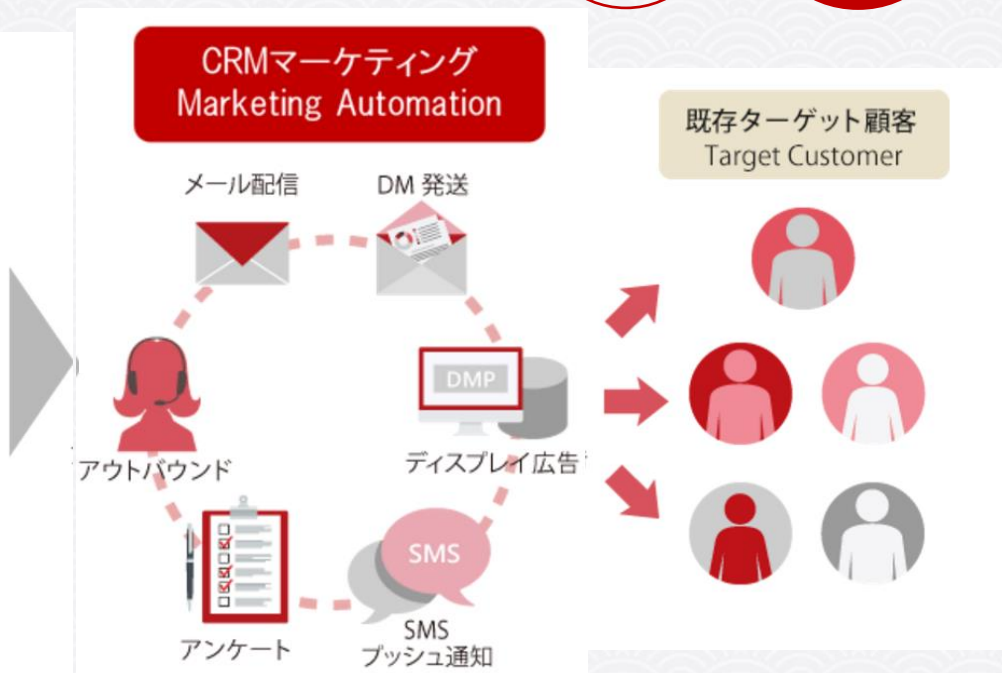 CRMマーケティング
Marketing Automation
既存ターゲット顧客
Target Customer
メール配信
DM 発送
DMP
アウトバウンド
ディスプレイ広告
SMS
アンケート
SMS
プッシュ通知